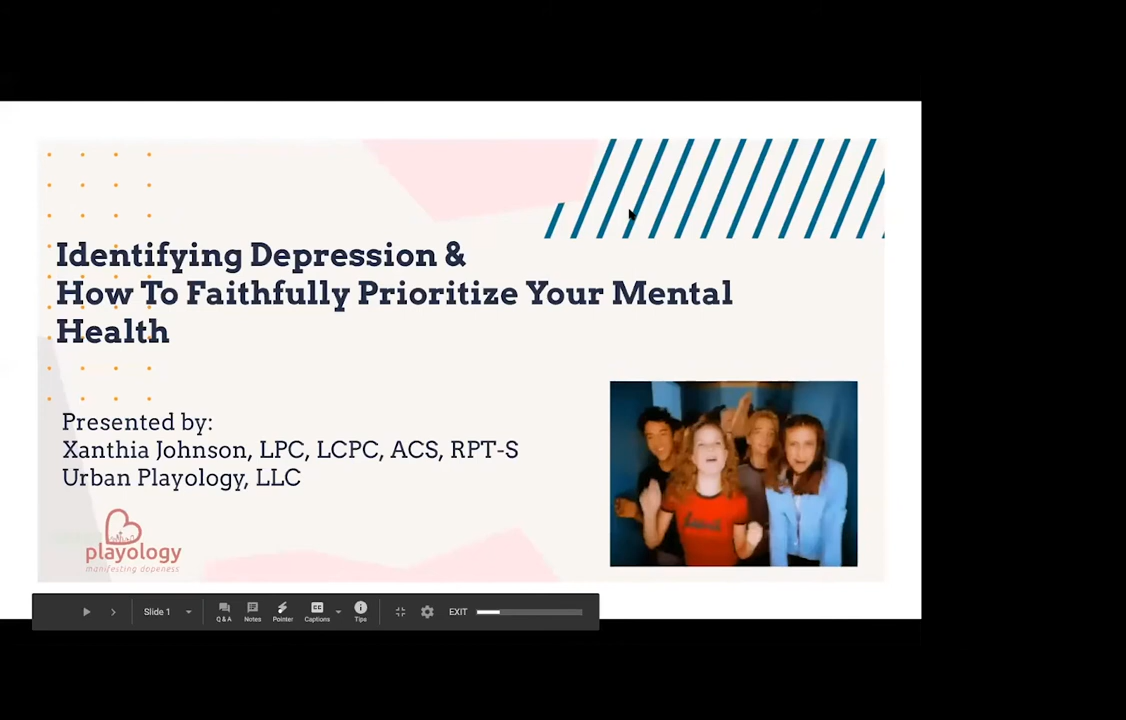 Identifying Depression &
How To Faithfully Prioritize Your Mental
Health
Presented by:
Xanthia Johnson, LPC, LCPC, ACS, RPT-S
Urban Playology, LLC
playology
manifesting dopeness
Slide 1
Q & A
Notes
Pointer
CC
Captions
Tips
EXIT